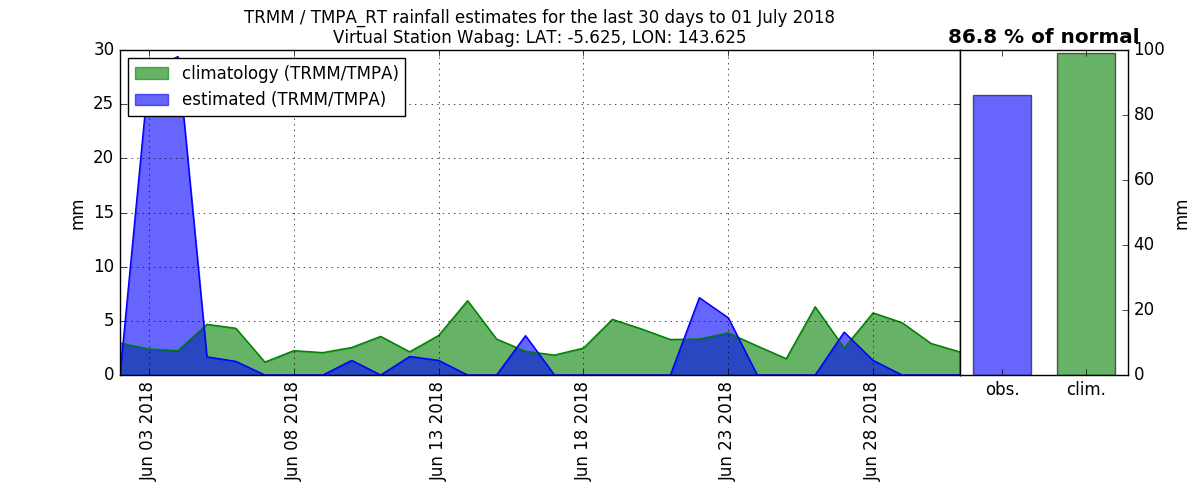 TRMM / TMPA_RT rainfall estimates for the last 30 days to 01 July 2018
Virtual Station Wabag: LAT: -5.625, LON: 143.625
86.8 % of normal
climatology (TRMM/TMPA)
estimated (TRMM/TMPA)
30
25
20
15
10
5
0
mm
Jun 03 2018
Jun 08 2018
Jun 13 2018
Jun 18 2018
Jun 23 2018
Jun 28 2018
100
80
60
40
20
0
mm
obs.
clim.